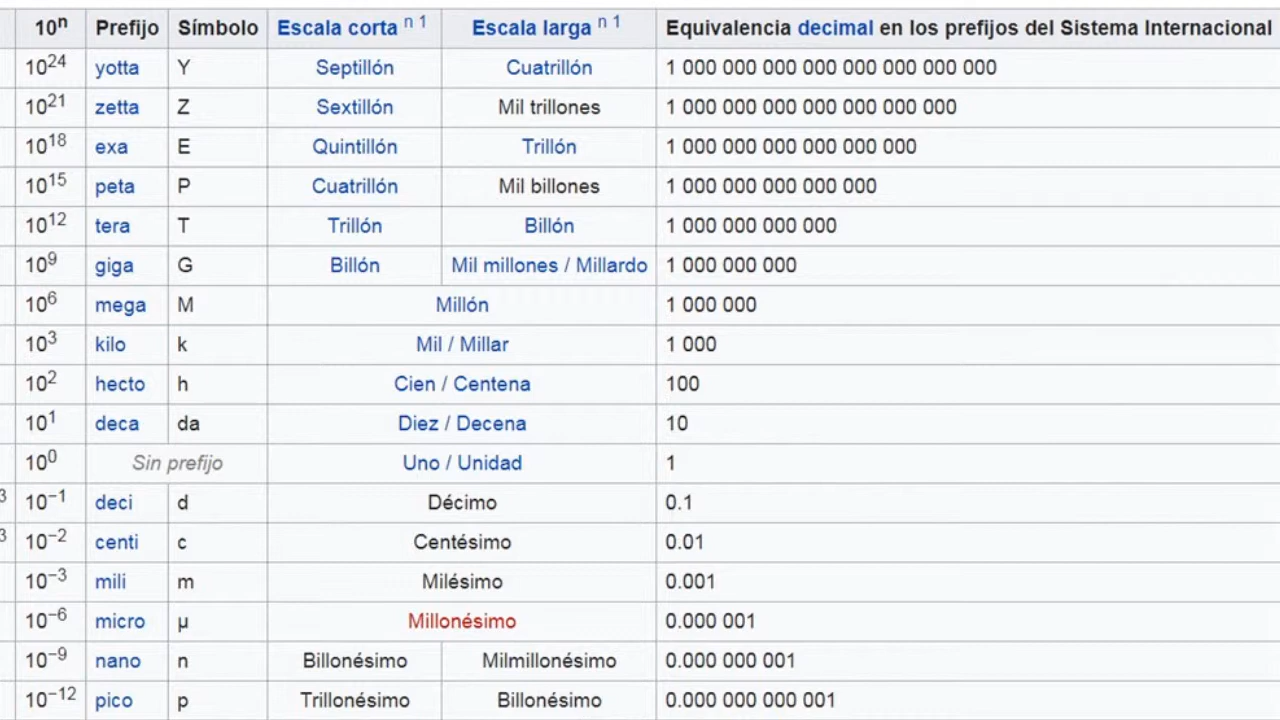 10ⁿ Prefijo Símbolo Escala corta n 1 Escala larga n 1 Equivalencia decimal en los prefijos del Sistema Internacional
10²⁴ yotta Y Septillón Cuatrillón 1 000 000 000 000 000 000 000 000
10²¹ zetta Z Sextillón Mil trillones 1 000 000 000 000 000 000 000
10¹⁸ exa E Quintillón Trillón 1 000 000 000 000 000 000
10¹⁵ peta P Cuatrillón Mil billones 1 000 000 000 000 000
10¹² tera T Trillón Billón 1 000 000 000 000
10⁹ giga G Billón Mil millones / Millardo 1 000 000 000
10⁶ mega M Millón 1 000 000
10³ kilo k Mil / Millar 1 000
10² hecto h Cien / Centena 100
10¹ deca da Diez / Decena 10
10⁰ Sin prefijo Uno / Unidad 1
3 10⁻¹ deci d Décimo 0.1
3 10⁻² centi c Centésimo 0.01
10⁻³ mili m Milésimo 0.001
10⁻⁶ micro µ Millonésimo 0.000 001
10⁻⁹ nano n Billonésimo Milmillonésimo 0.000 000 001
10⁻¹² pico p Trillonésimo Billonésimo 0.000 000 000 001